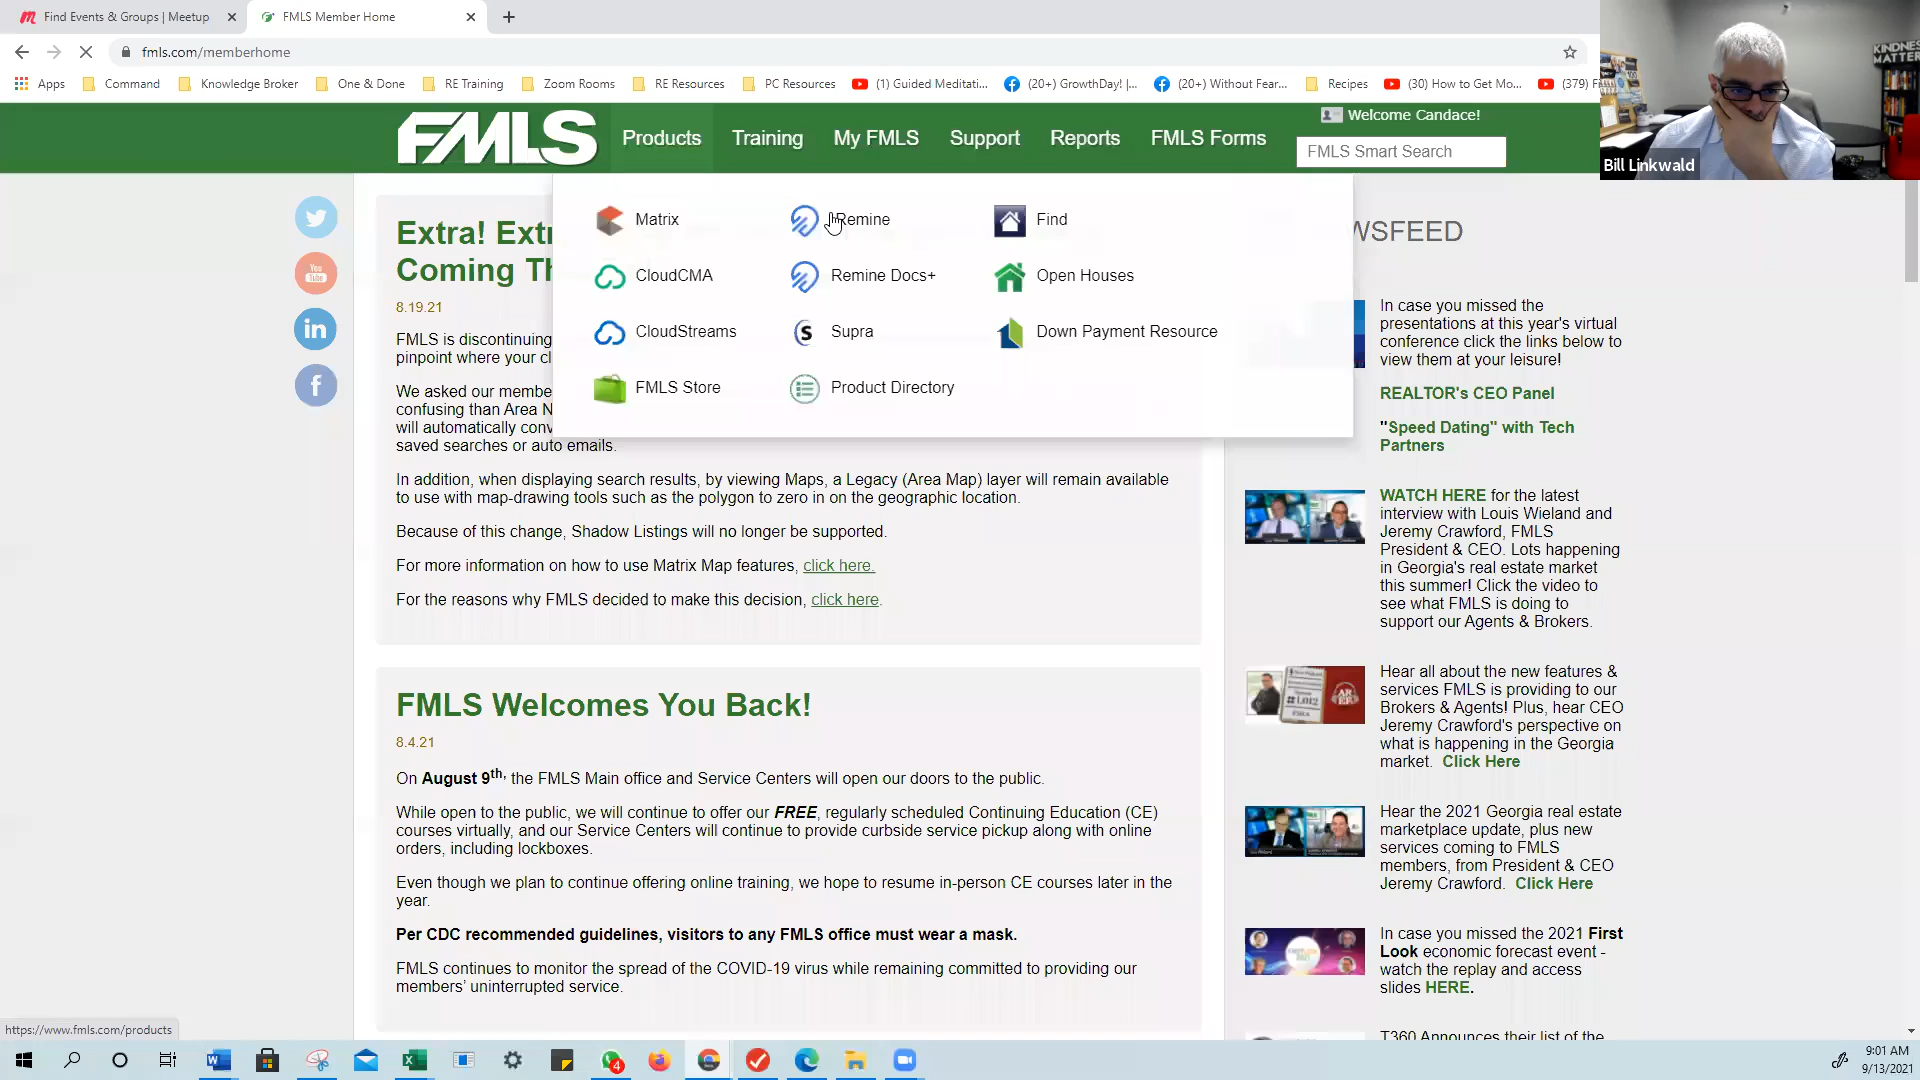 Find Events & Groups | Meetup
FMLS Member Home
fmls.com/memberhome
Apps
Command
Knowledge Broker
One & Done
RE Training
Zoom Rooms
RE Resources
PC Resources
(1) Guided Meditati...
(20+) GrowthDay! |...
(20+) Without Fear...
Recipes
(30) How to Get Mo...
(379) F
KINDNESS
MATTER
Bill Linkwald
FMLS
Products
Training
My FMLS
Support
Reports
FMLS Forms
Welcome Candace!
FMLS Smart Search
Matrix
Remine
Find
CloudCMA
Remine Docs+
Open Houses
CloudStreams
Supra
Down Payment Resource
FMLS Store
Product Directory
Extra! Ext
Coming Th
8.19.21
FMLS is discontinuing
pinpoint where your cl
We asked our membe
confusing than Area N
will automatically conv
saved searches or auto emails.
In addition, when displaying search results, by viewing Maps, a Legacy (Area Map) layer will remain available
to use with map-drawing tools such as the polygon to zero in on the geographic location.
Because of this change, Shadow Listings will no longer be supported.
For more information on how to use Matrix Map features, click here.
For the reasons why FMLS decided to make this decision, click here.
FMLS Welcomes You Back!
8.4.21
On August 9th, the FMLS Main office and Service Centers will open our doors to the public.
While open to the public, we will continue to offer our FREE, regularly scheduled Continuing Education (CE)
courses virtually, and our Service Centers will continue to provide curbside service pickup along with online
orders, including lockboxes.
Even though we plan to continue offering online training, we hope to resume in-person CE courses later in the
year.
Per CDC recommended guidelines, visitors to any FMLS office must wear a mask.
FMLS continues to monitor the spread of the COVID-19 virus while remaining committed to providing our
members' uninterrupted service.
WSFEED
In case you missed the
presentations at this year's virtual
conference click the links below to
view them at your leisure!
REALTOR's CEO Panel
"Speed Dating" with Tech
Partners
WATCH HERE for the latest
interview with Louis Wieland and
Jeremy Crawford, FMLS
President & CEO. Lots happening
in Georgia's real estate market
this summer! Click the video to
see what FMLS is doing to
support our Agents & Brokers.
Hear all about the new features &
services FMLS is providing to our
Brokers & Agents! Plus, hear CEO
Jeremy Crawford's perspective on
what is happening in the Georgia
market. Click Here
Hear the 2021 Georgia real estate
marketplace update, plus new
services coming to FMLS
members, from President & CEO
Jeremy Crawford. Click Here
In case you missed the 2021 First
Look economic forecast event -
watch the replay and access
slides HERE.
T360 Announces their list of the
https://www.fmls.com/products
4
9:01 AM
9/13/2021